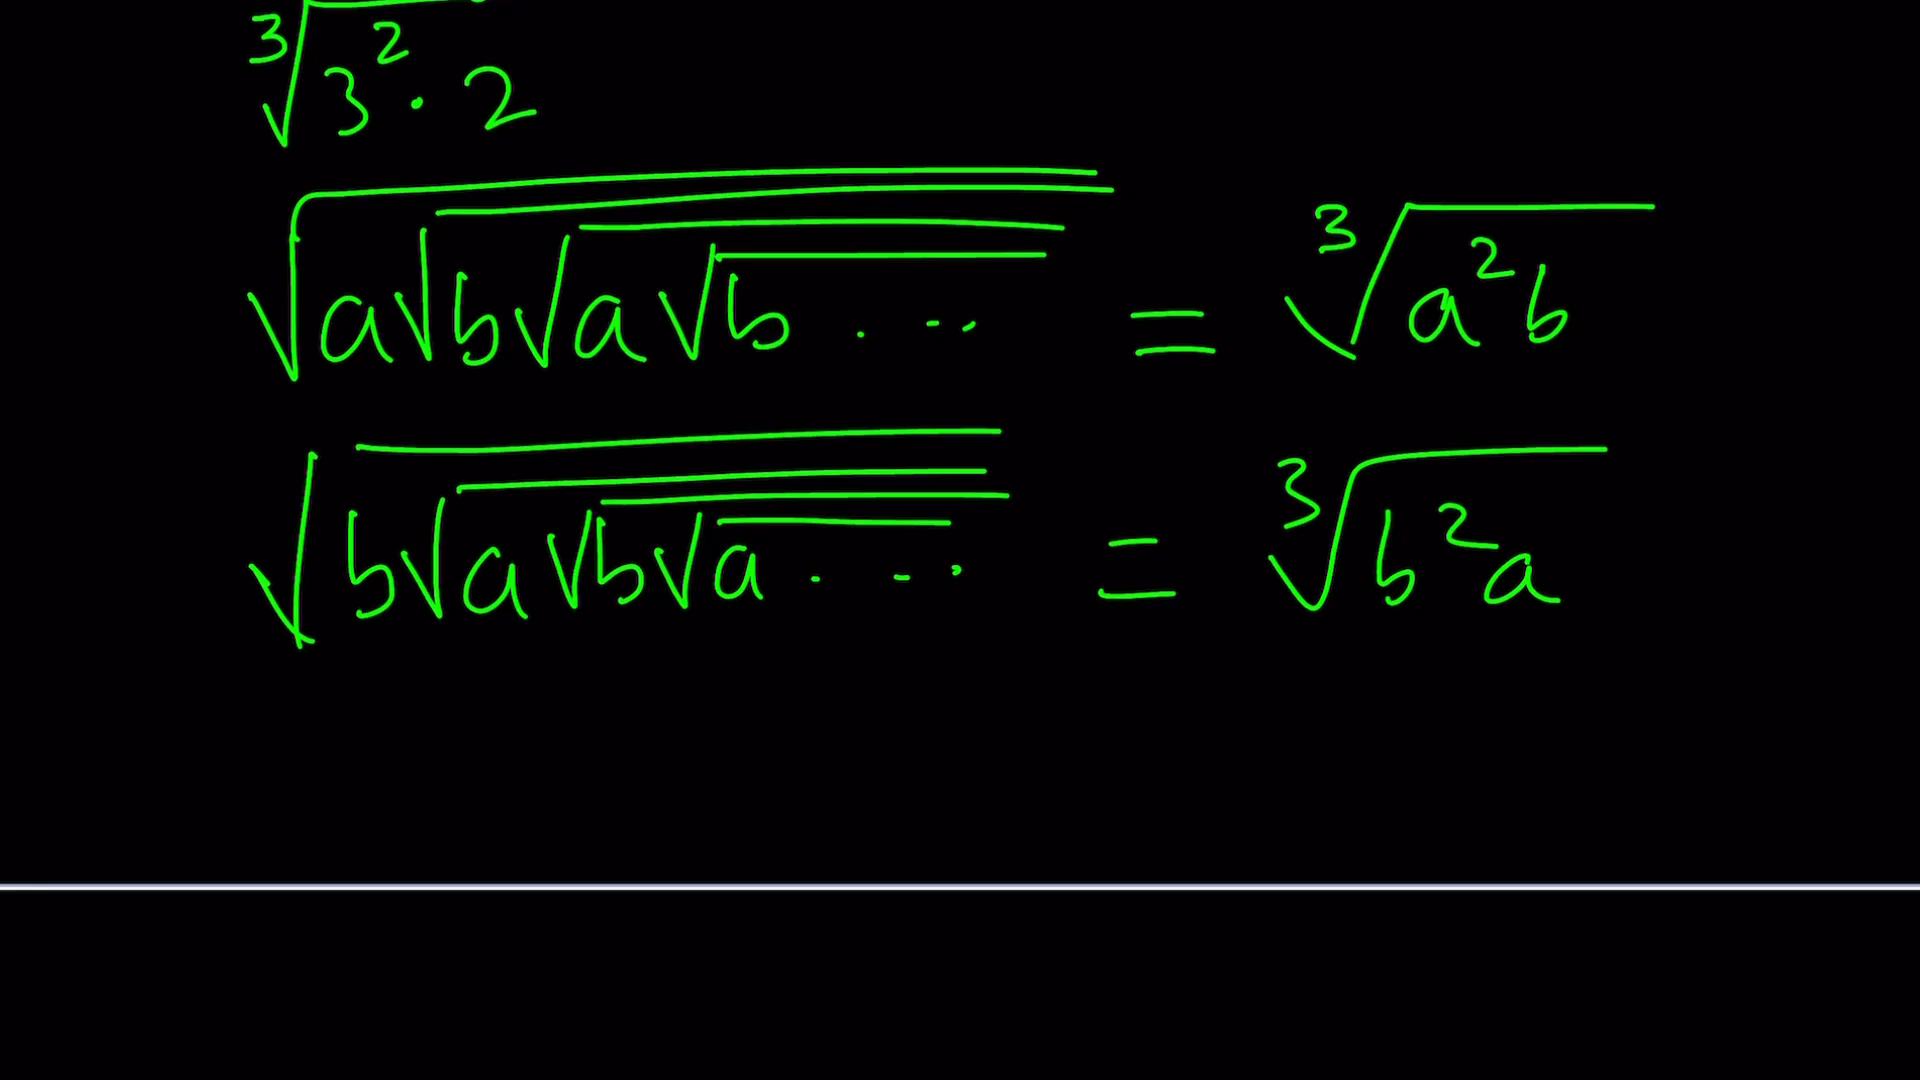 ∛(3² · 2)
√(a√(b√(a√(b. ...)))) = ∛(a²b)
√(b√(a√(b√(a. ...)))) = ∛(b²a)